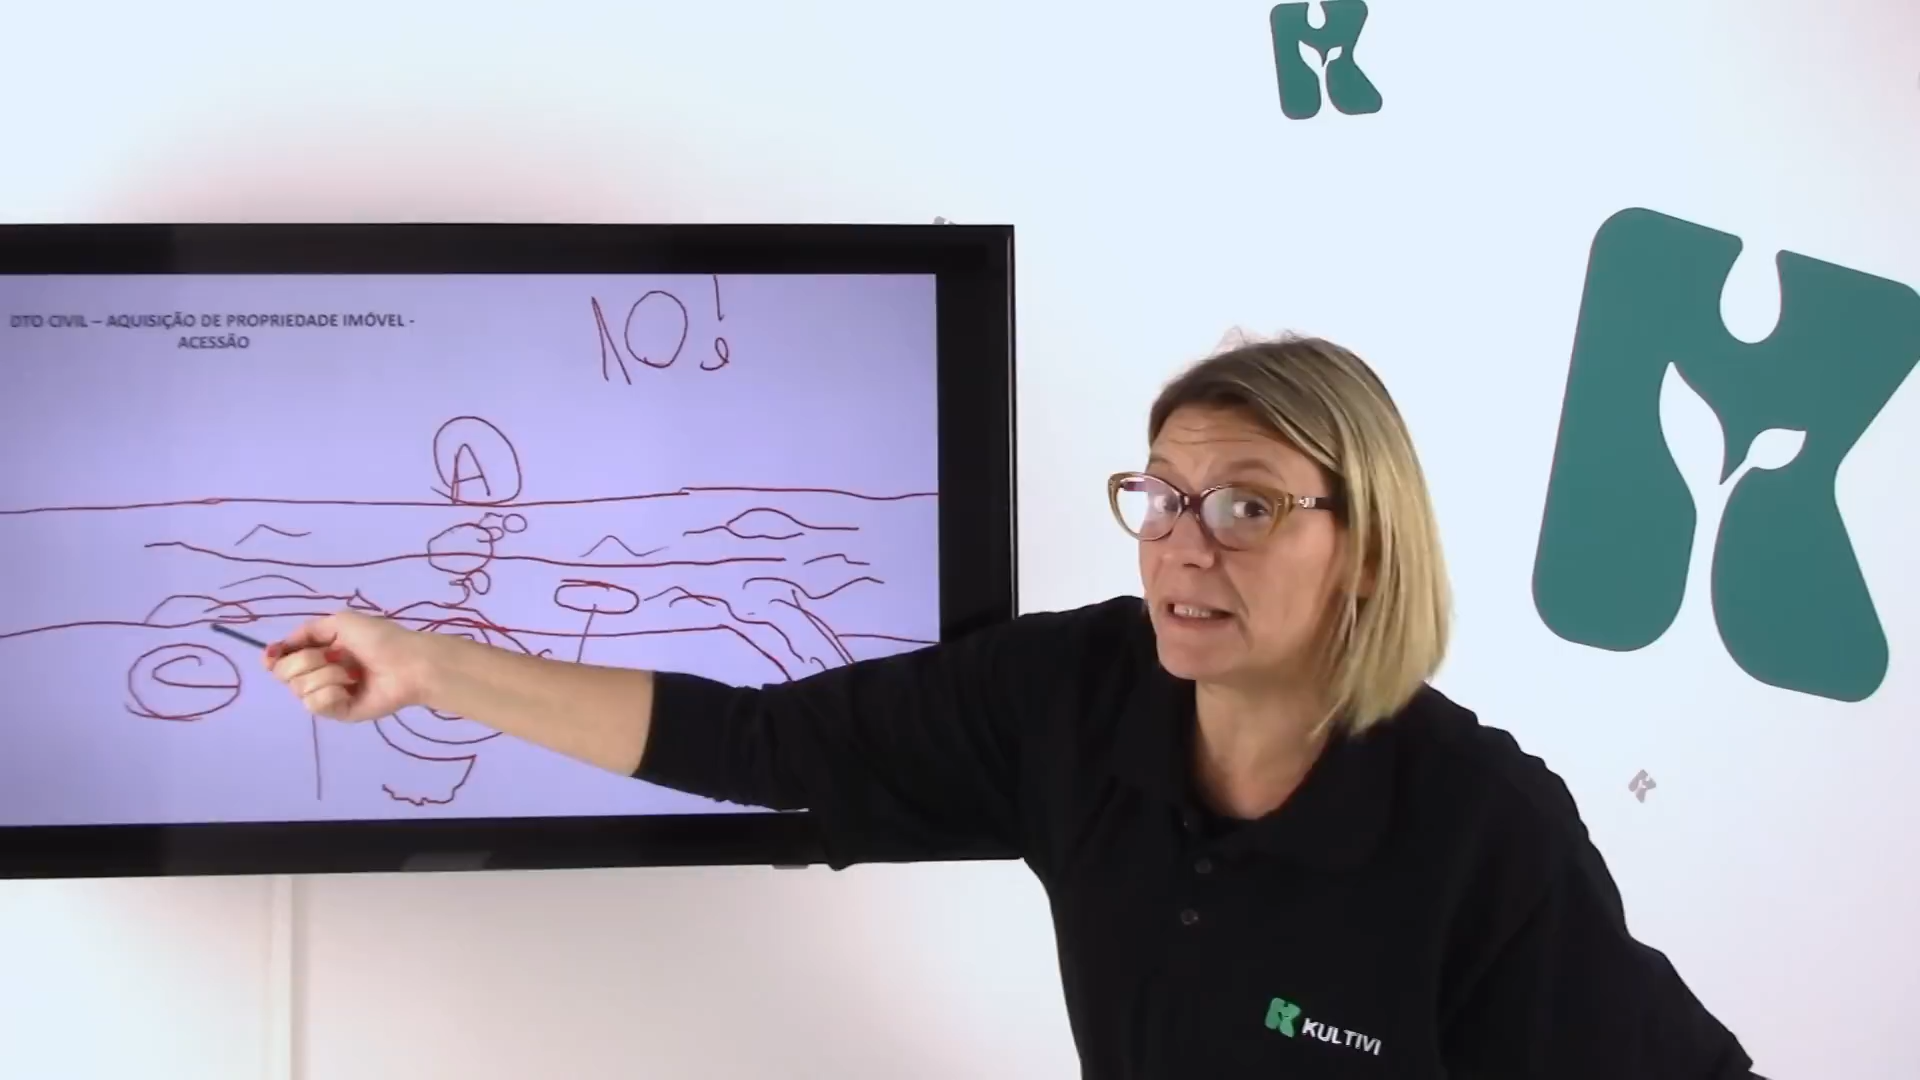 DTO CIVIL – AQUISIÇÃO DE PROPRIEDADE IMÓVEL -
ACESSÃO
10!
A
C
KULTIVI